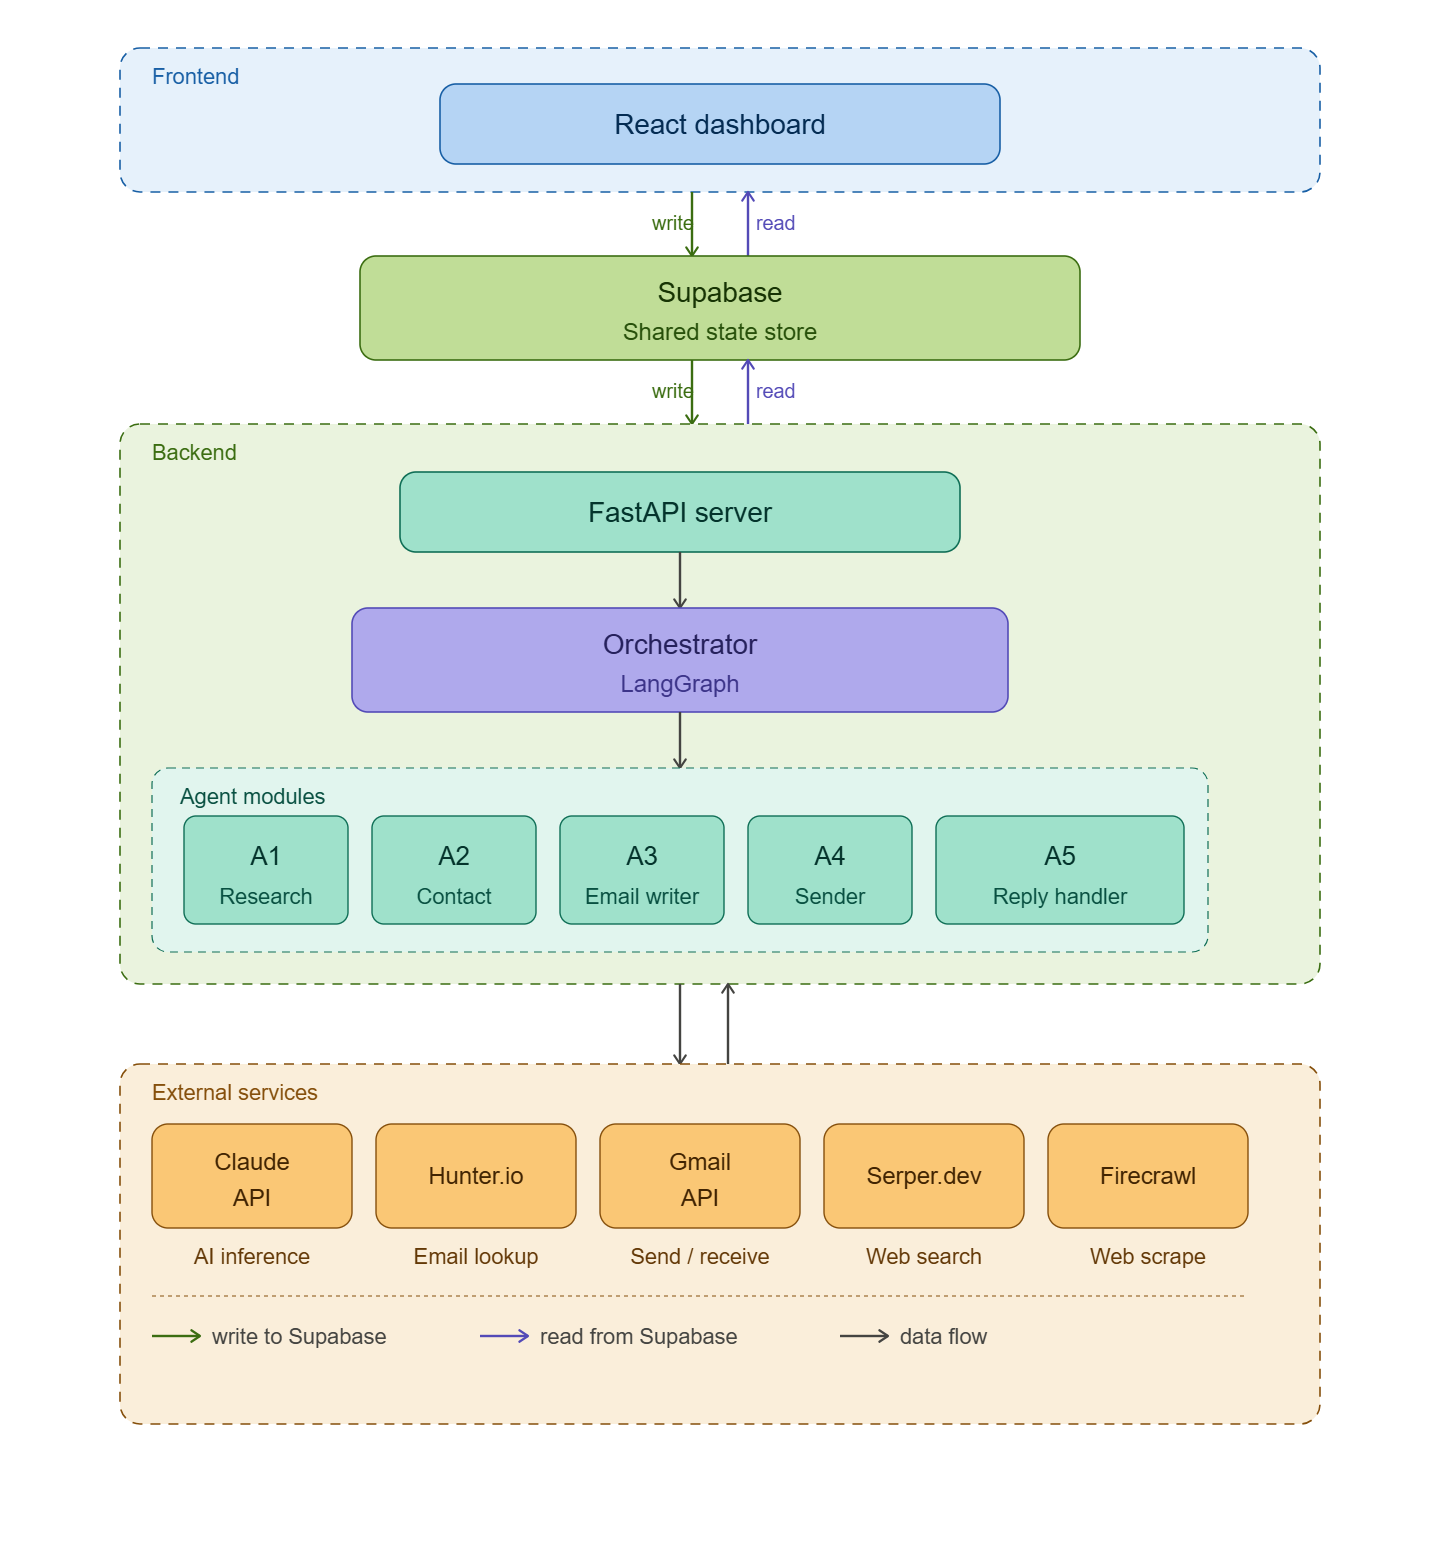 Frontend
React dashboard
write
read
Supabase
Shared state store
write
read
Backend
FastAPI server
Orchestrator
LangGraph
Agent modules
A1
Research
A2
Contact
A3
Email writer
A4
Sender
A5
Reply handler
External services
Claude
API
AI inference
Hunter.io
Email lookup
Gmail
API
Send / receive
Serper.dev
Web search
Firecrawl
Web scrape
write to Supabase
read from Supabase
data flow